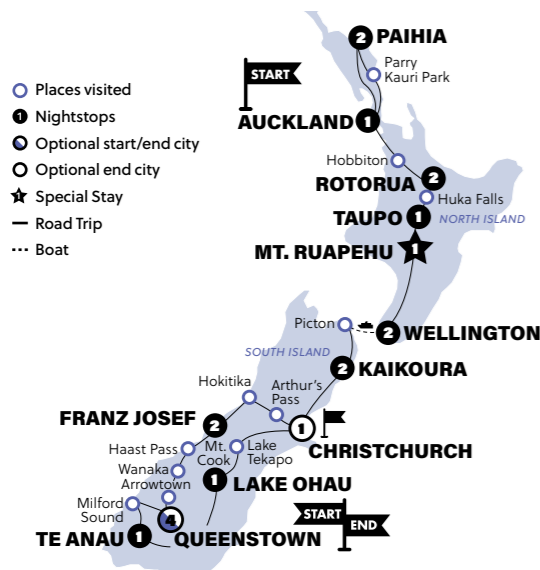 2 PAIHIA
Parry
Kauri Park
START
Places visited
1 Nightstops
Optional start/end city
Optional end city
1 Special Stay
Road Trip
Boat
AUCKLAND 1
Hobbiton
ROTORUA 2
Huka Falls
TAUPO 1
NORTH ISLAND
MT. RUAPEHU 1
Picton
2 WELLINGTON
SOUTH ISLAND
2 KAIKOURA
Hokitika
Arthur's
Pass
FRANZ JOSEF 2
1
CHRISTCHURCH
Haast Pass
Mt.
Cook
Lake
Tekapo
Wanaka
Arrowtown
1 LAKE OHAU
Milford
Sound
4
START
END
TE ANAU 1
QUEENSTOWN